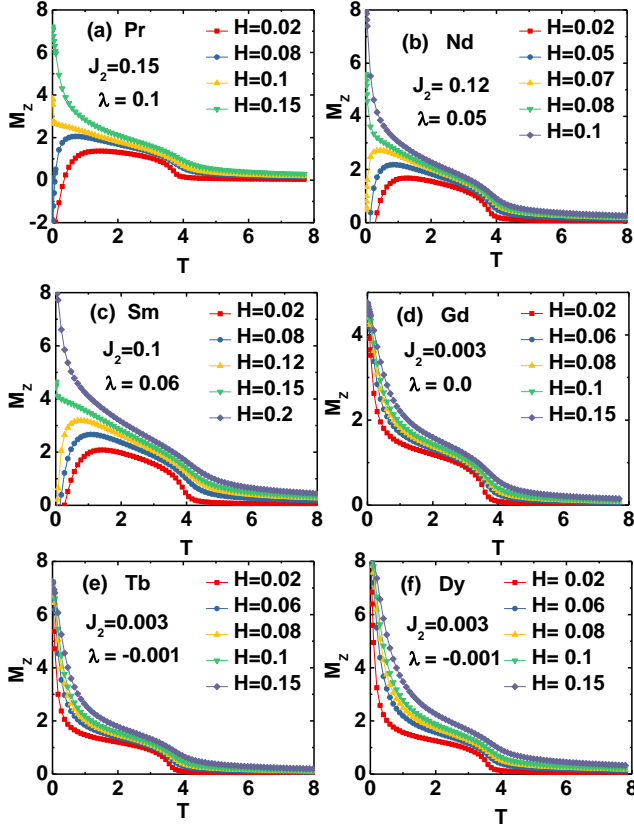 (a) Pr
J2=0.15
λ = 0.1
H=0.02
H=0.08
H=0.1
H=0.15
8
6
4
2
0
-2
MZ
0 2 4 6 8
T
(b) Nd
J2 = 0.12
λ = 0.05
H=0.02
H=0.05
H=0.07
H=0.08
H=0.1
8
6
4
2
0
MZ
0 2 4 6 8
T
(c) Sm
J2=0.1
λ = 0.06
H=0.02
H=0.08
H=0.12
H=0.15
H=0.2
8
6
4
2
0
MZ
0 2 4 6 8
T
(d) Gd
J2=0.003
λ = 0.0
H=0.02
H=0.06
H=0.08
H=0.1
H=0.15
4
2
0
MZ
0 2 4 6 8
T
(e) Tb
J2=0.003
λ = -0.001
H=0.02
H=0.06
H=0.08
H=0.1
H=0.15
8
6
4
2
0
MZ
0 2 4 6 8
T
(f) Dy
J2=0.003
λ = -0.001
H= 0.02
H= 0.06
H= 0.08
H= 0.1
H= 0.15
8
6
4
2
0
MZ
0 2 4 6 8
T